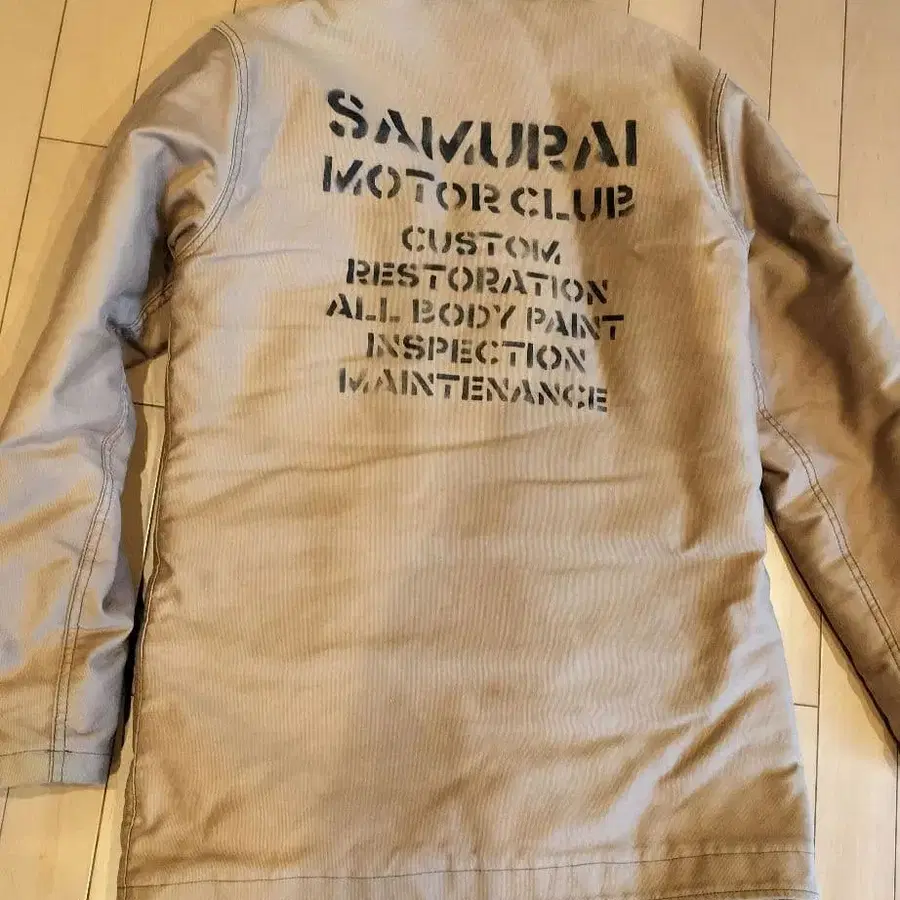 SAMURAI
MOTOR CLUB
CUSTOM
RESTORATION
ALL BODY PAINT
INSPECTION
MAINTENANCE